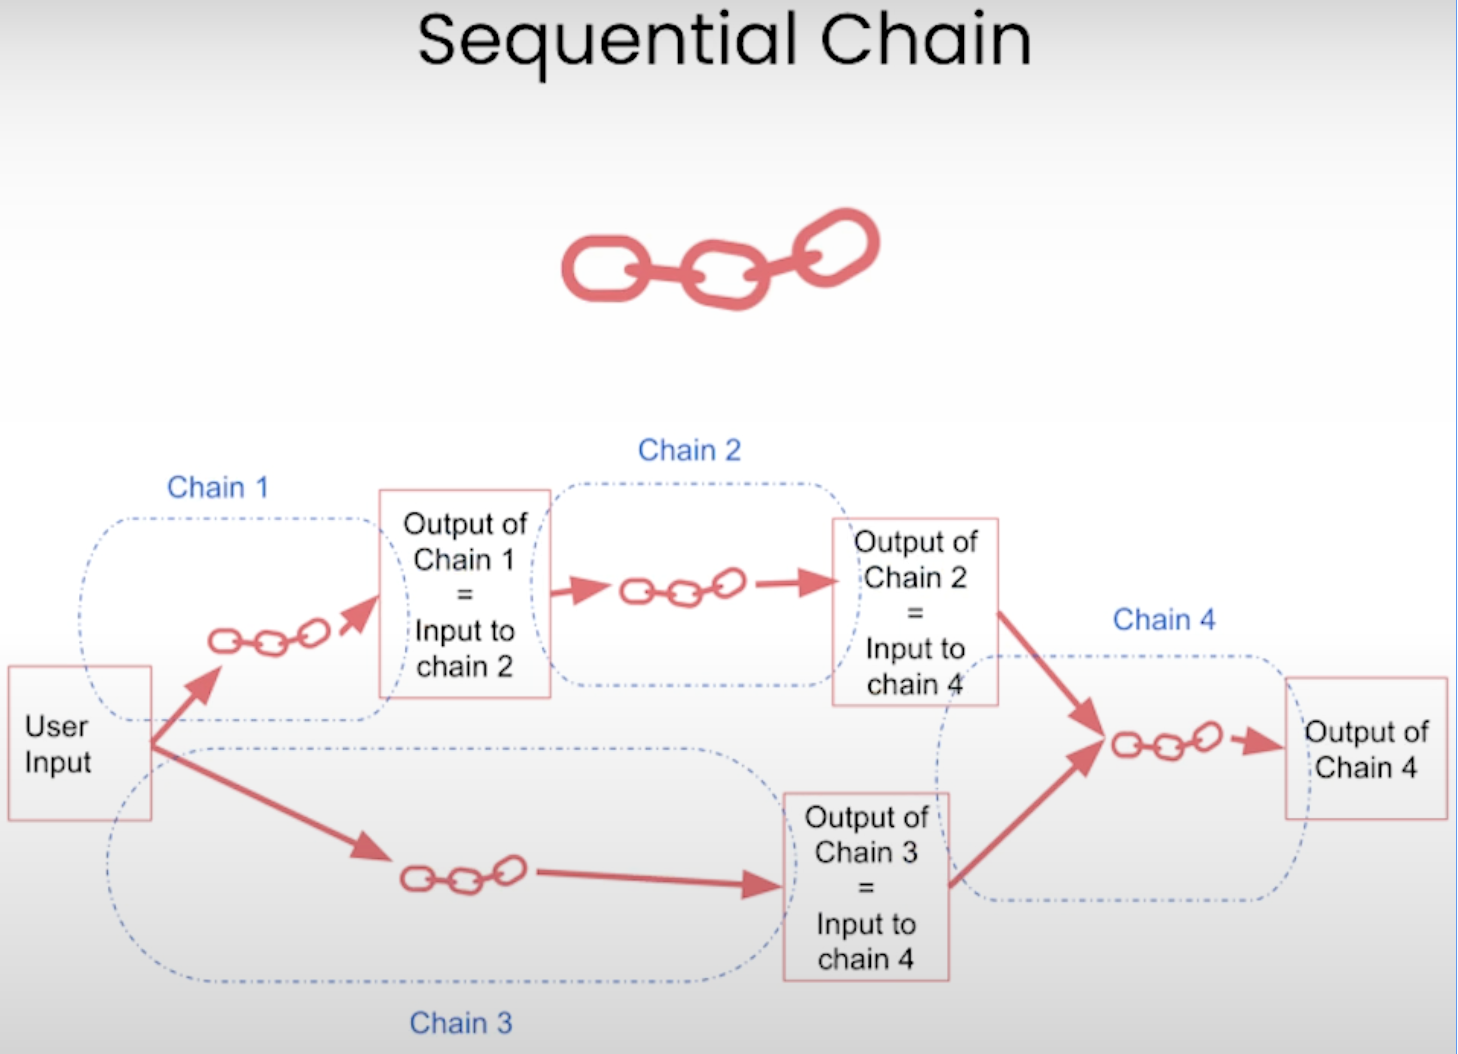 Sequential Chain
Chain 1
Chain 2
Output of
Chain 1
=
Input to
chain 2
Output of
Chain 2
=
Input to
chain 4
Chain 4
User
Input
Output of
Chain 4
Output of
Chain 3
=
Input to
chain 4
Chain 3